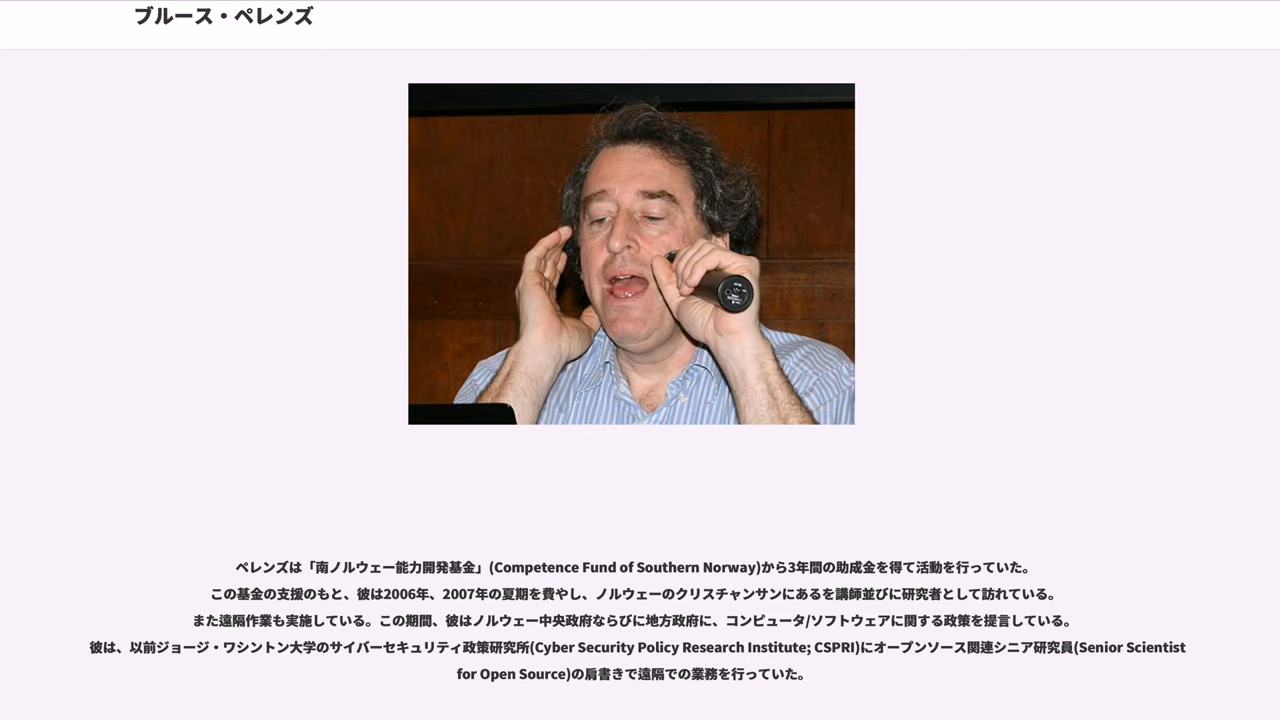 ブルース・ペレンズ
ペレンズは「南ノルウェー能力開発基金」(Competence Fund of Southern Norway)から3年間の助成金を得て活動を行っていた。
この基金の支援のもと、彼は2006年、2007年の夏期を費やし、ノルウェーのクリスチャンサンにあるを講師並びに研究者として訪れている。
また遠隔作業も実施している。この期間、彼はノルウェー中央政府ならびに地方政府に、コンピュータ/ソフトウェアに関する政策を提言している。
彼は、以前ジョージ・ワシントン大学のサイバーセキュリティ政策研究所(Cyber Security Policy Research Institute; CSPRI)にオープンソース関連シニア研究員(Senior Scientist
for Open Source)の肩書きで遠隔での業務を行っていた。